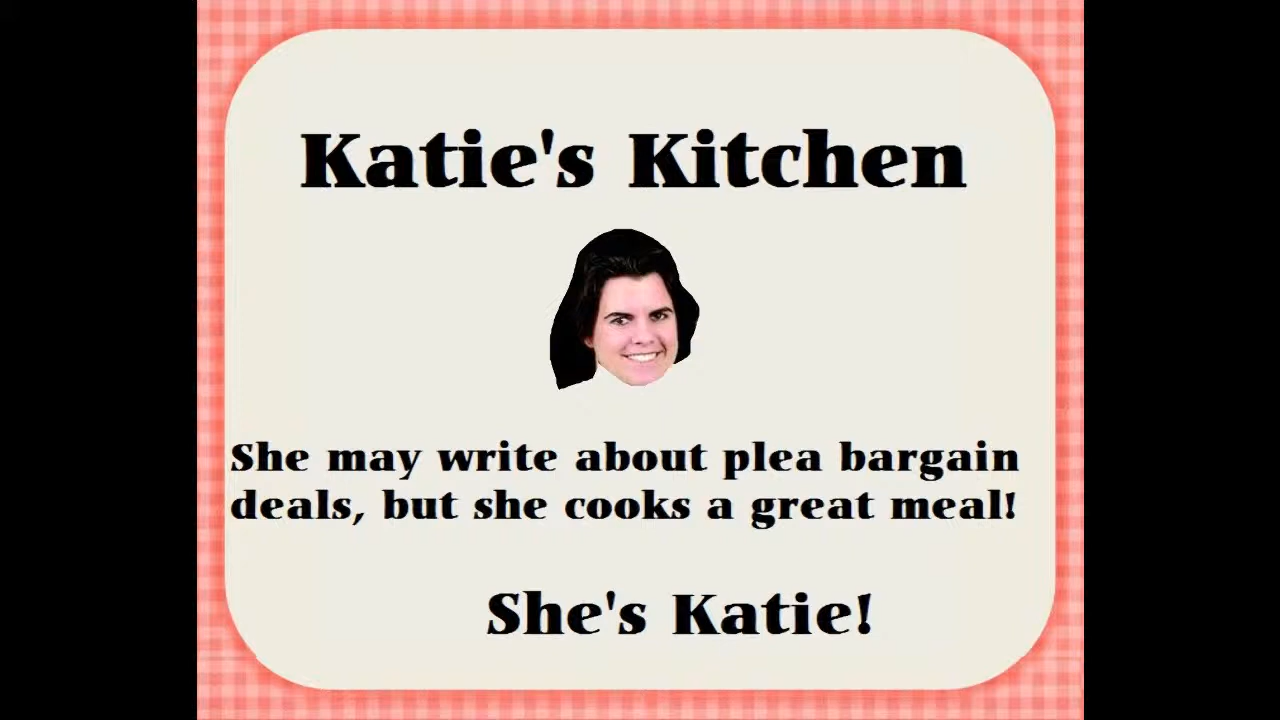 Katie's Kitchen
She may write about plea bargain
deals, but she cooks a great meal!
She's Katie!